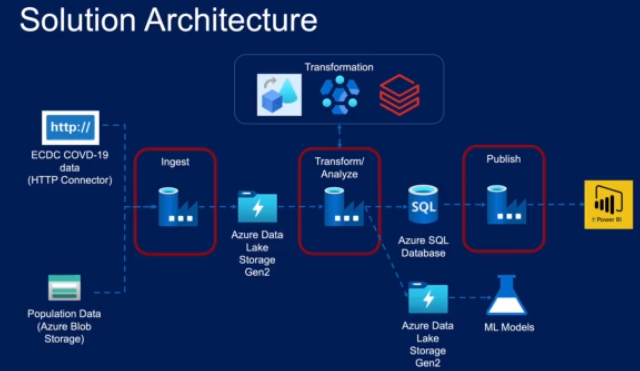 Solution Architecture
Transformation
http://
ECDC COVD-19
data
(HTTP Connector)
Ingest
Transform/
Analyze
Publish
SQL
Power BI
Azure Data
Lake
Storage
Gen2
Azure SQL
Database
Population Data
(Azure Blob
Storage)
Azure Data
Lake
Storage
Gen2
ML Models